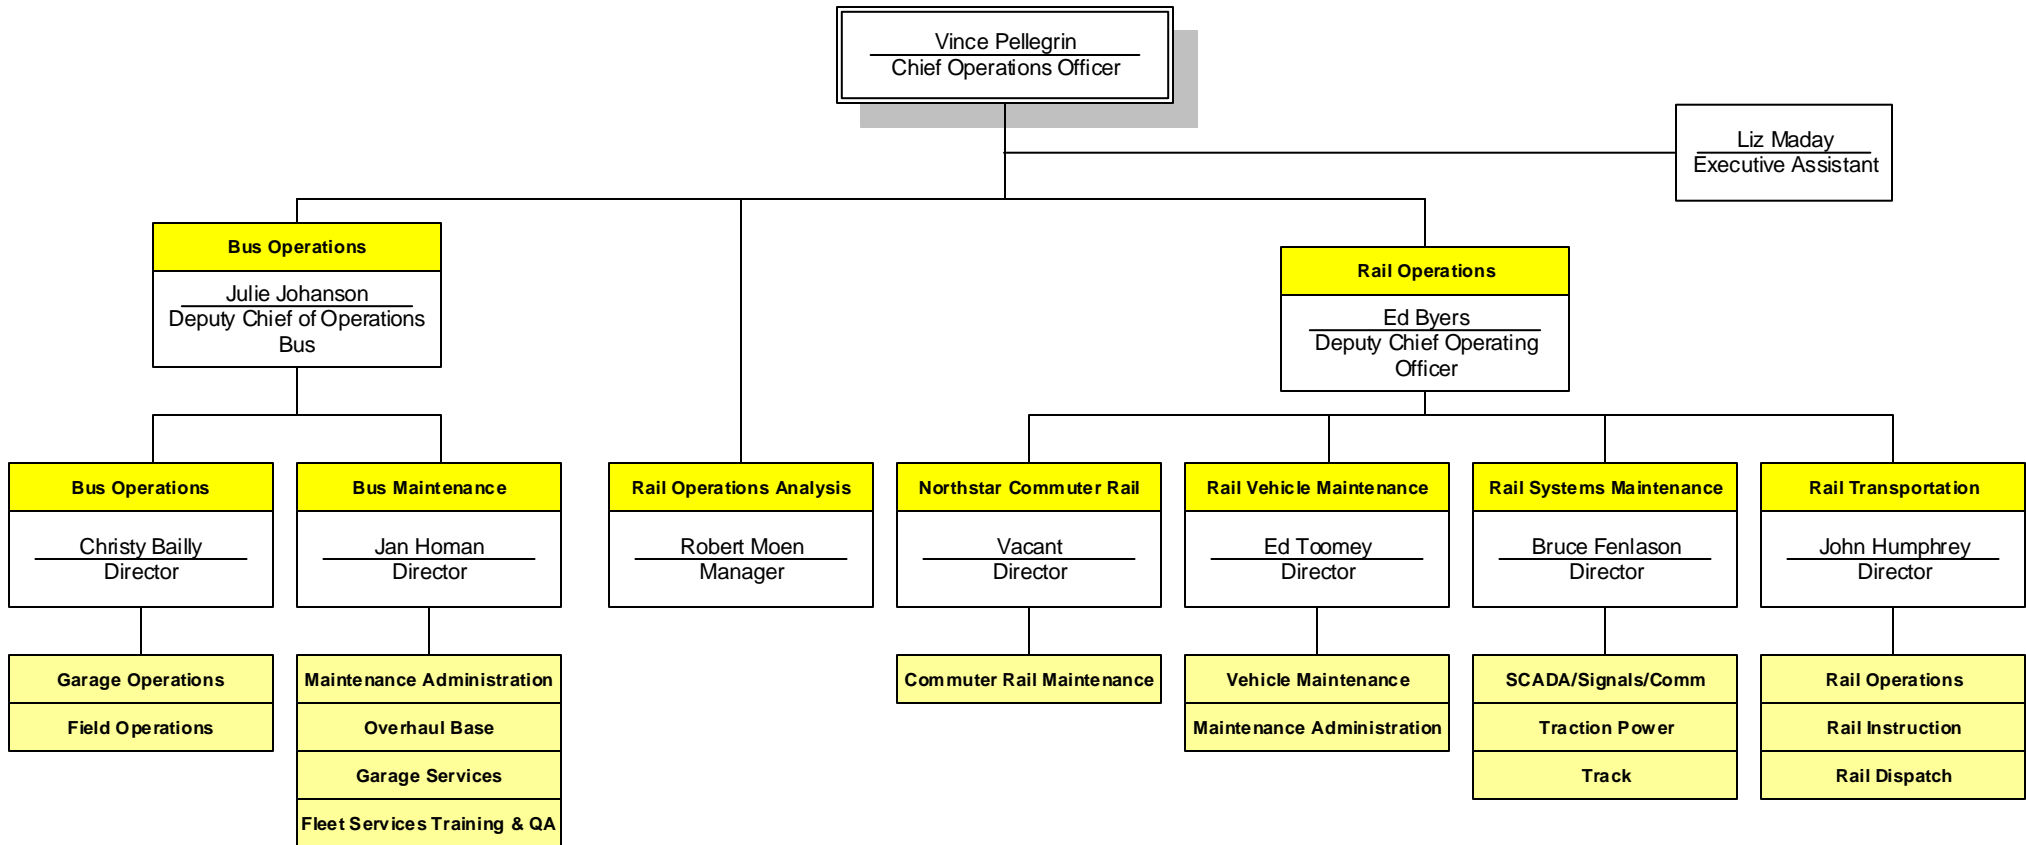 Vince Pellegrin
Chief Operations Officer
Liz Maday
Executive Assistant
Bus Operations
Julie Johanson
Deputy Chief of Operations
Bus
Rail Operations
Ed Byers
Deputy Chief Operating
Officer
Bus Operations
Christy Bailly
Director
Bus Maintenance
Jan Homan
Director
Rail Operations Analysis
Robert Moen
Manager
Northstar Commuter Rail
Vacant
Director
Rail Vehicle Maintenance
Ed Toomey
Director
Rail Systems Maintenance
Bruce Fenlason
Director
Rail Transportation
John Humphrey
Director
Garage Operations
Field Operations
Maintenance Administration
Overhaul Base
Garage Services
Fleet Services Training & QA
Commuter Rail Maintenance
Vehicle Maintenance
Maintenance Administration
SCADA/Signals/Comm
Traction Power
Track
Rail Operations
Rail Instruction
Rail Dispatch